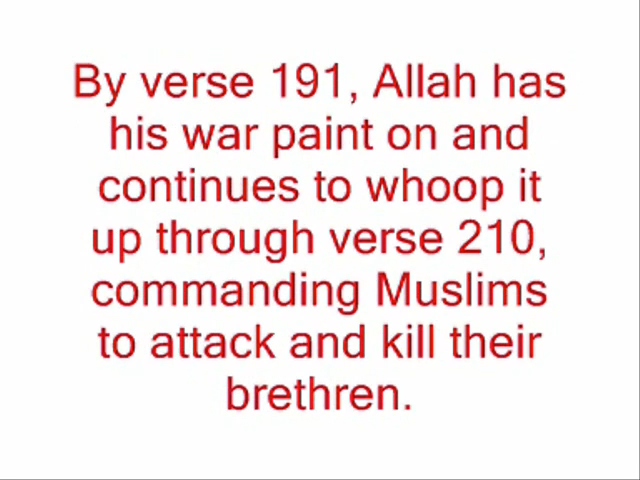 By verse 191, Allah has
his war paint on and
continues to whoop it
up through verse 210,
commanding Muslims
to attack and kill their
brethren.